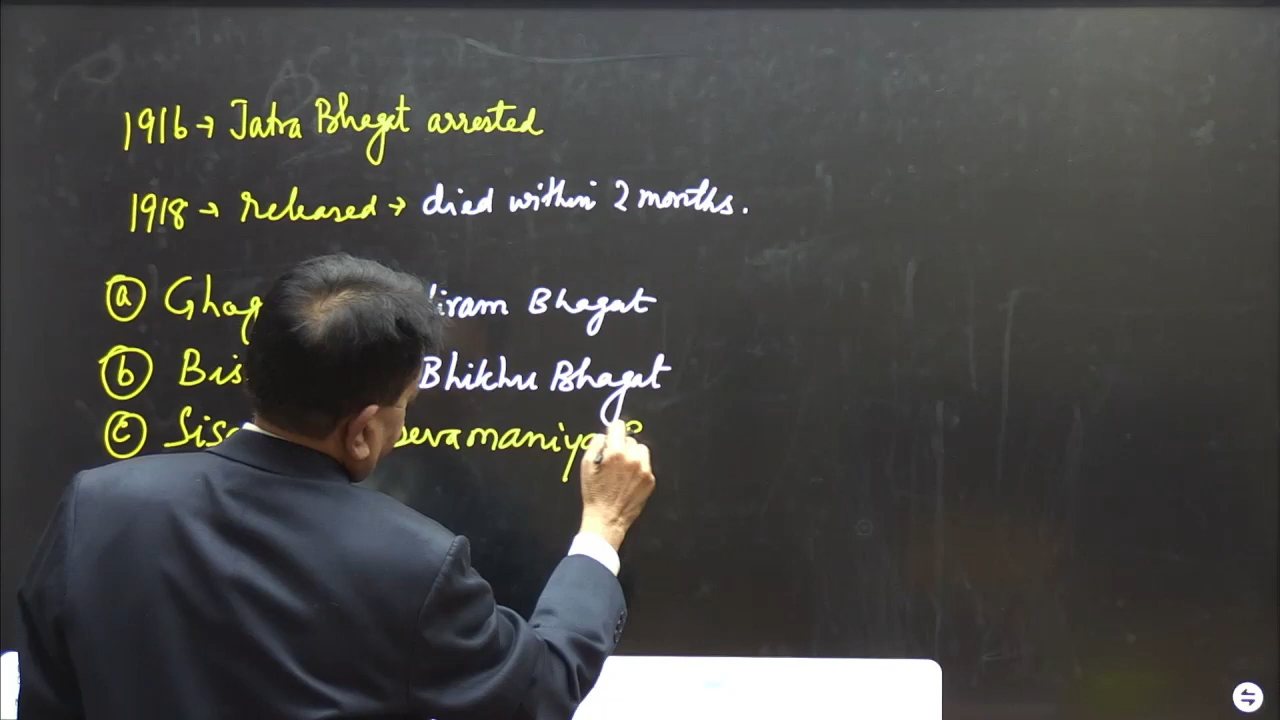 1916 → Jatra Bhagat arrested
1918 → released → died within 2 months.
(a) Ghag iram Bhagat
(b) Bis Bhikhu Bhagat
(c) Sis evamaniya